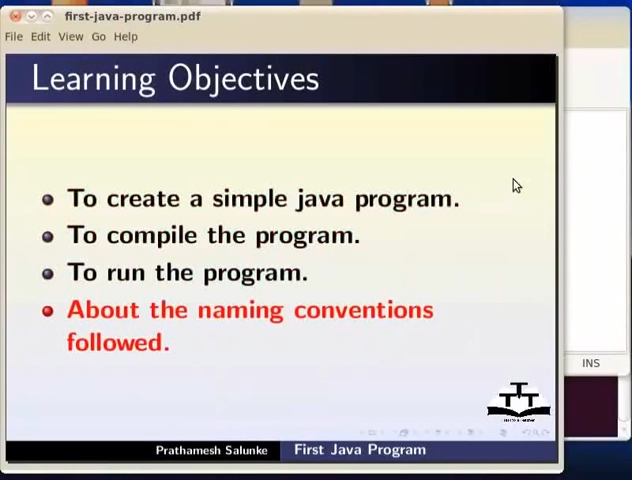 first-java-program.pdf
File Edit View Go Help
Learning Objectives
To create a simple java program.
To compile the program.
To run the program.
About the naming conventions
followed.
INS
Prathamesh Salunke First Java Program